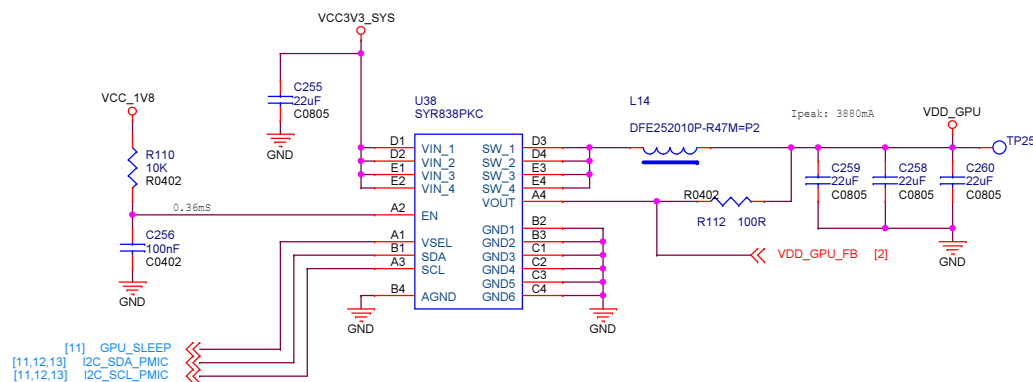 VCC3V3_SYS
C255
22uF
C0805
GND
VCC_1V8
R110
10K
R0402
0.36mS
C256
100nF
C0402
GND
U38
SYR838PKC
D1 VIN_1 SW_1 D3
D2 VIN_2 SW_2 D4
E1 VIN_3 SW_3 E3
E2 VIN_4 SW_4 E4
VOUT A4
A2 EN
GND1 B2
A1 VSEL GND2 B3
B1 SDA GND3 C1
A3 SCL GND4 C2
GND5 C3
B4 AGND GND6 C4
GND
GND
L14
DFE252010P-R47M=P2
Ipeak: 3880mA
VDD_GPU
TP25
R0402
R112 100R
C259
22uF
C0805
C258
22uF
C0805
C260
22uF
C0805
GND
VDD_GPU_FB [2]
[11] GPU_SLEEP
[11,12,13] I2C_SDA_PMIC
[11,12,13] I2C_SCL_PMIC